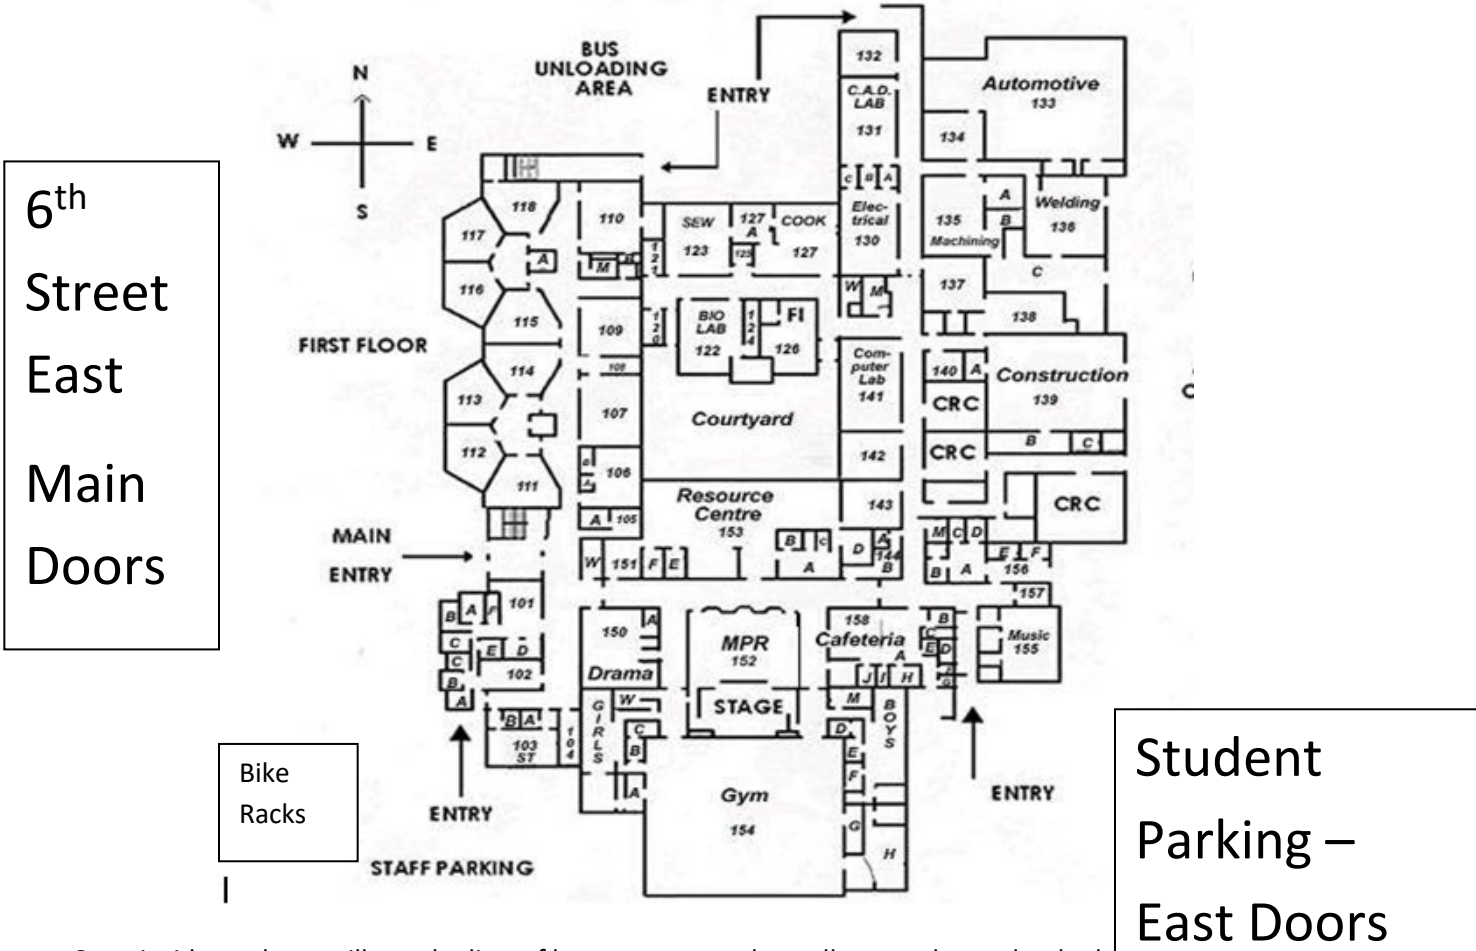 BUS
UNLOADING
AREA
ENTRY
N
W
E
S
6th
Street
East
Main
Doors
FIRST FLOOR
MAIN
ENTRY
132
C.A.D.
LAB
131
C B A
Elec-
trical
130
Automotive
133
134
135
Machining
A
B
Welding
136
C
137
138
118
117
A
116
115
114
113
112
111
110
M
B
121
SEW
123
127
A
125
COOK
127
W M
109
108
107
120
BIO
LAB
122
124
FI
126
Com-
puter
Lab
141
140 A
CRC
Construction
139
B
C
Courtyard
142
CRC
CRC
106
A 105
Resource
Centre
153
143
B C
A
D
A
144
B
W 151 F E
M C D
B A
E F
156
157
101
B A F
C
E D
C
102
B
A
B A
103
ST
104
150
A
Drama
MPR
152
STAGE
158
Cafeteria
A
B
C
E D
J I H
F
G
Music
155
GIRLS
W
C
B
A
M
BOYS
D
E
F
G
H
Gym
154
ENTRY
ENTRY
Bike
Racks
STAFF PARKING
Student
Parking –
East Doors